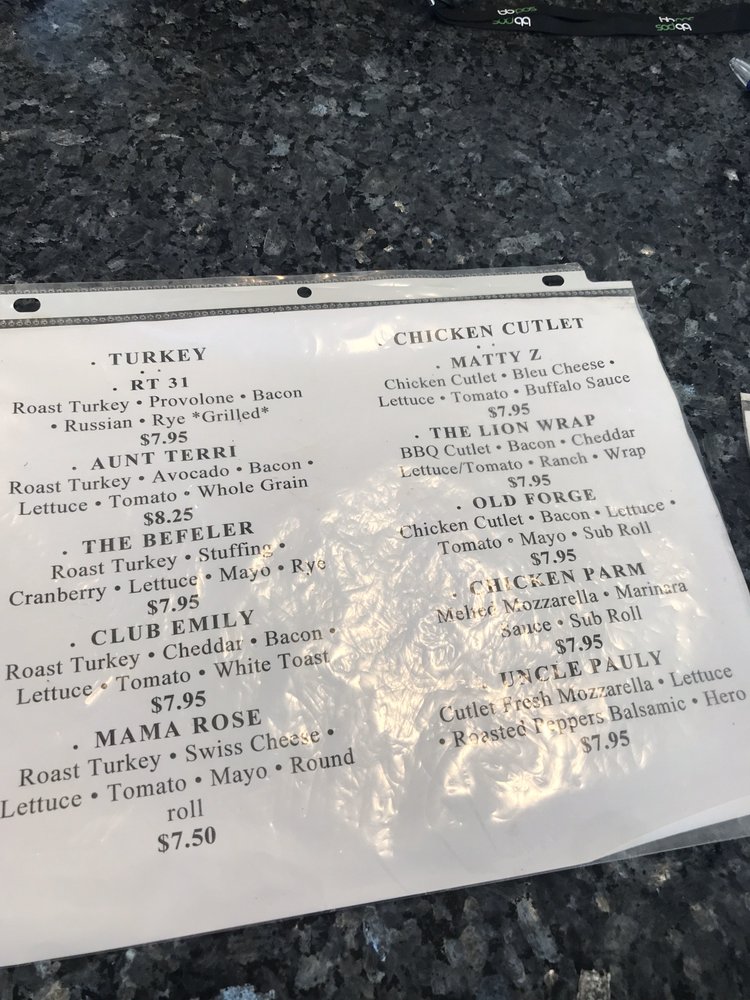 . TURKEY
. .
. RT 31
Roast Turkey • Provolone • Bacon
• Russian • Rye *Grilled*
$7.95
. AUNT TERRI
Roast Turkey • Avocado • Bacon •
Lettuce • Tomato • Whole Grain
$8.25
. THE BEFELER
Roast Turkey • Stuffing •
Cranberry • Lettuce • Mayo • Rye
$7.95
. CLUB EMILY
Roast Turkey • Cheddar • Bacon •
Lettuce • Tomato • White Toast
$7.95
. MAMA ROSE
Roast Turkey • Swiss Cheese •
Lettuce • Tomato • Mayo • Round
roll
$7.50
. CHICKEN CUTLET
. .
. MATTY Z
Chicken Cutlet • Bleu Cheese •
Lettuce • Tomato • Buffalo Sauce
$7.95
. THE LION WRAP
BBQ Cutlet • Bacon • Cheddar
Lettuce/Tomato • Ranch • Wrap
$7.95
. OLD FORGE
Chicken Cutlet • Bacon • Lettuce •
Tomato • Mayo • Sub Roll
$7.95
. CHICKEN PARM
Melted Mozzarella • Marinara
Sauce • Sub Roll
$7.95
. UNCLE PAULY
Cutlet Fresh Mozzarella • Lettuce
• Roasted Peppers Balsamic • Hero
$7.95